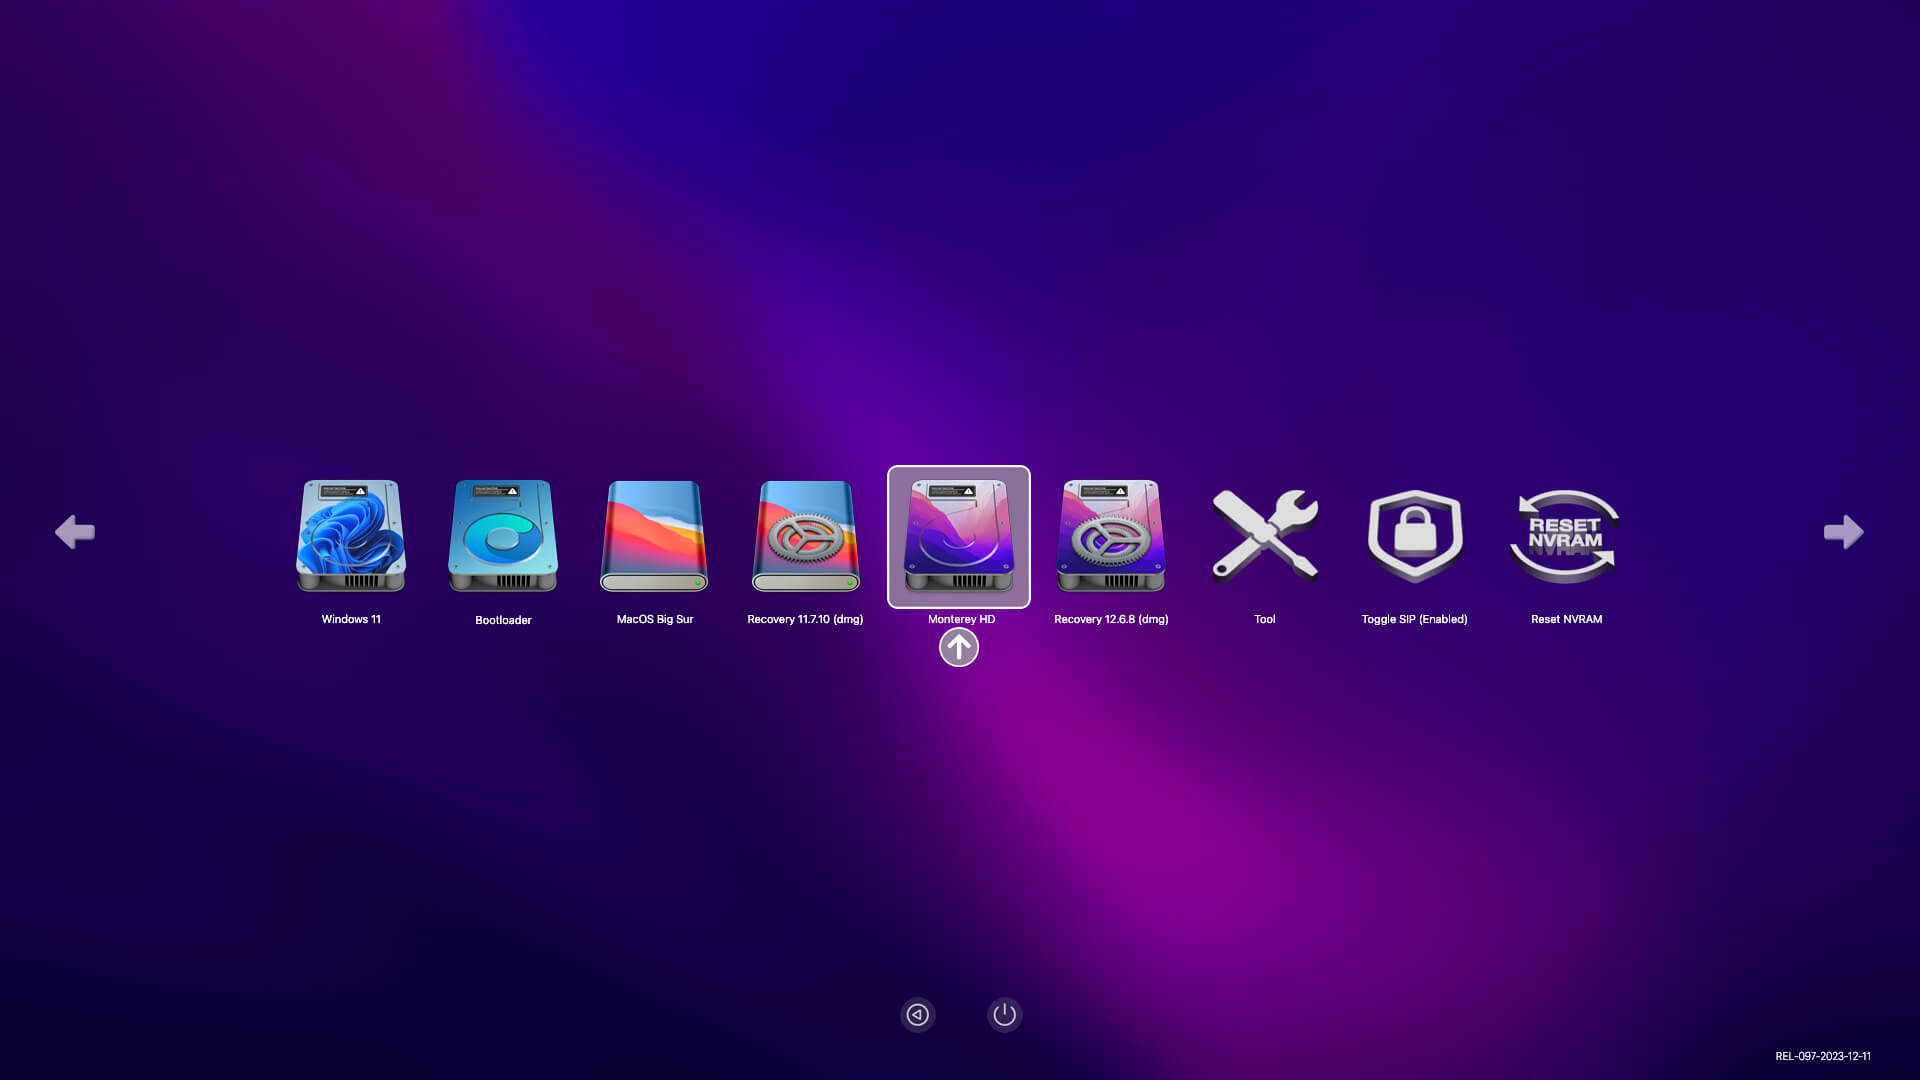 RESET
NVRAM
Windows 11
Bootloader
MacOS Big Sur
Recovery 11.7.10 (dmg)
Monterey HD
Recovery 12.6.8 (dmg)
Tool
Toggle SIP (Enabled)
Reset NVRAM
REL-097-2023-12-11